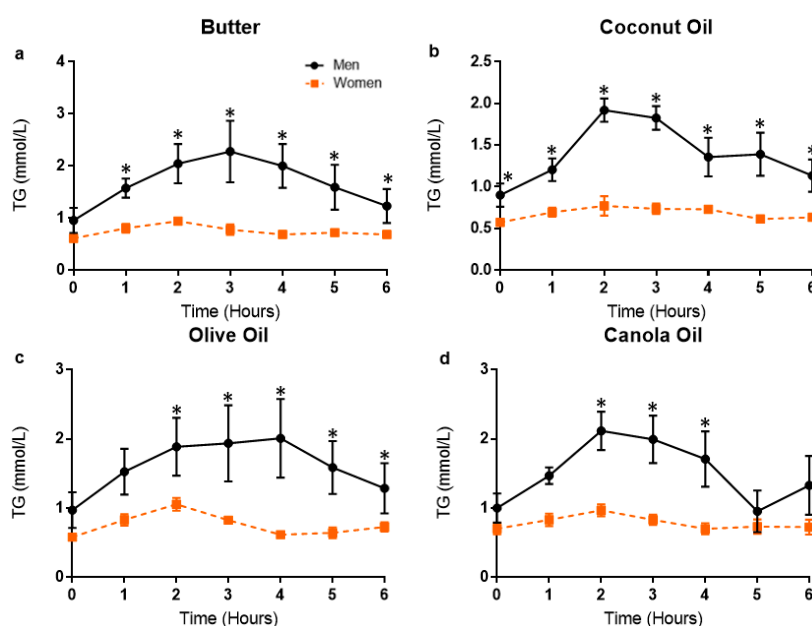 Butter
a
4
3
2
1
0
TG (mmol/L)
Men
Women
* * * * * *
0 1 2 3 4 5 6
Time (Hours)
Coconut Oil
b
2.5
2.0
1.5
1.0
0.5
0.0
TG (mmol/L)
* * * * * * *
0 1 2 3 4 5 6
Time (Hours)
Olive Oil
c
3
2
1
0
TG (mmol/L)
* * * * *
0 1 2 3 4 5 6
Time (Hours)
Canola Oil
d
3
2
1
0
TG (mmol/L)
* * *
0 1 2 3 4 5 6
Time (Hours)